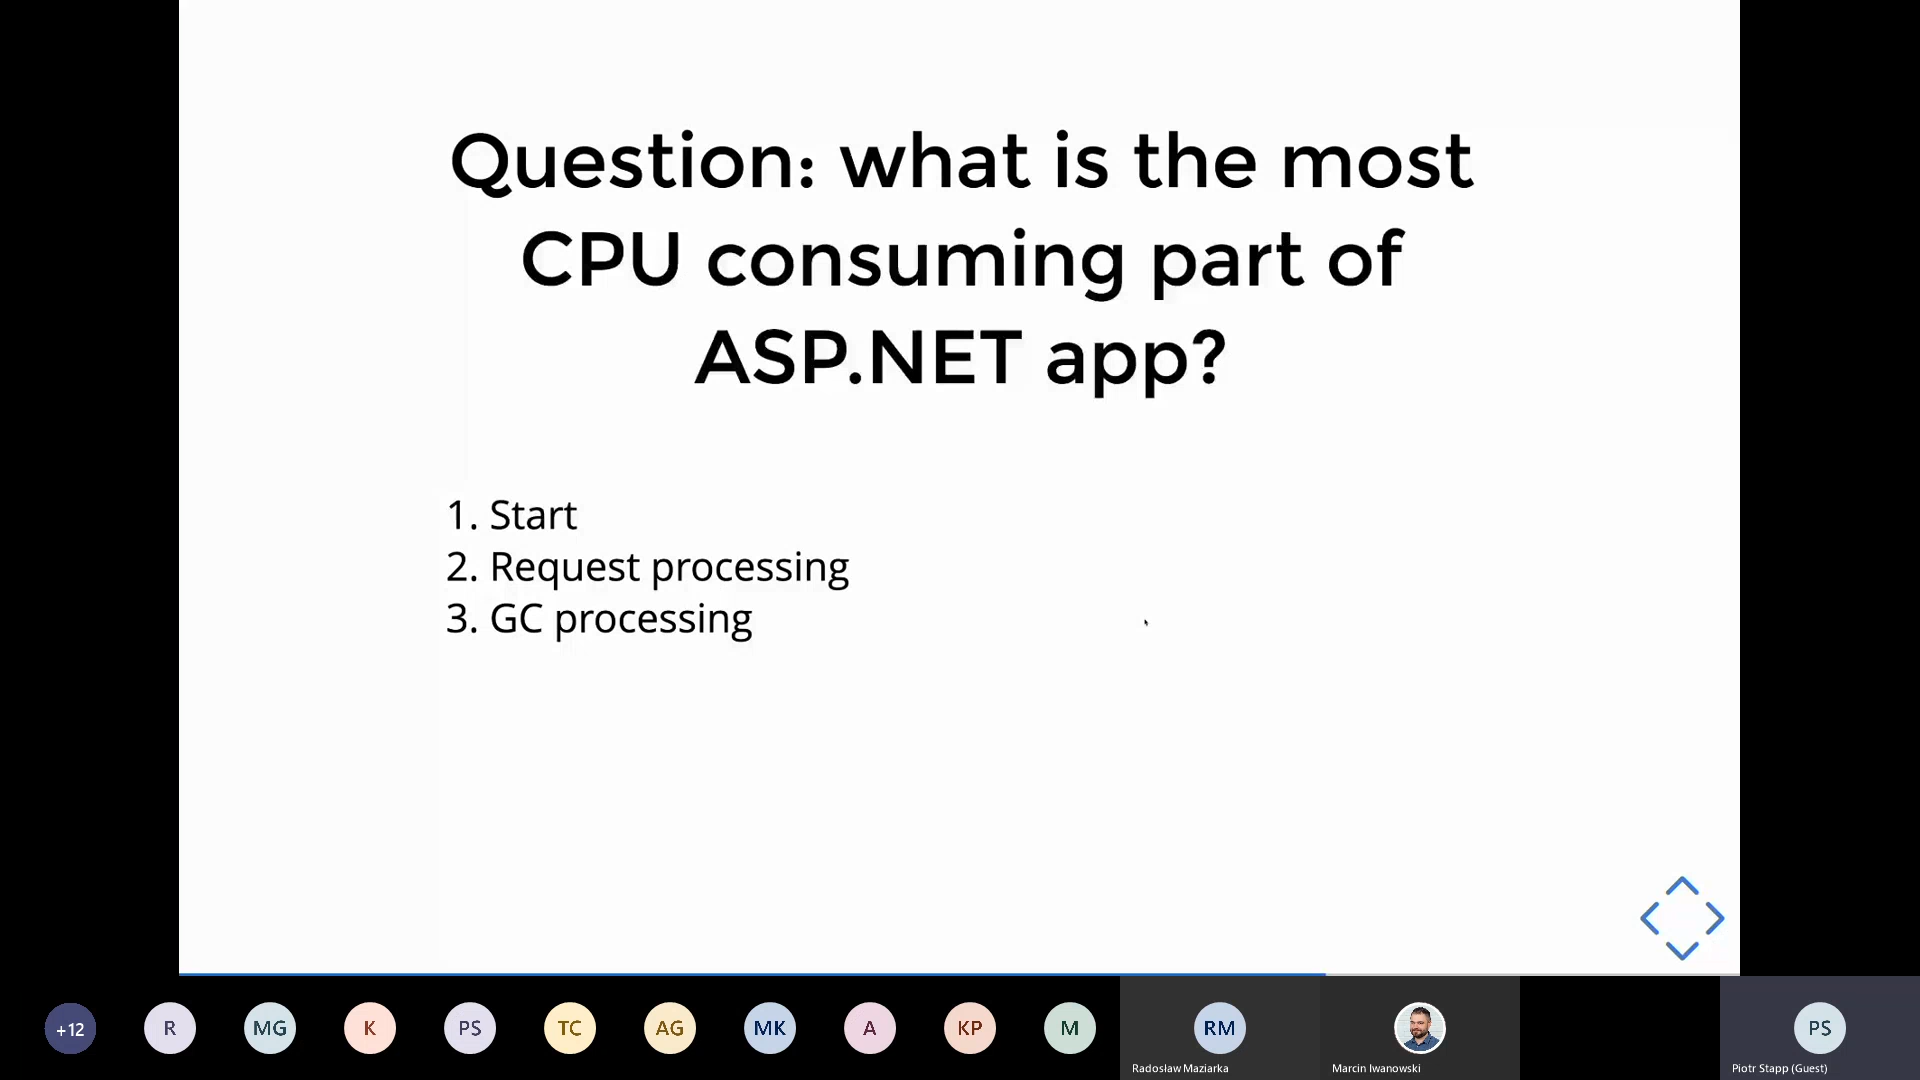 Question: what is the most
CPU consuming part of
ASP.NET app?
1. Start
2. Request processing
3. GC processing
+12
R
MG
K
PS
TC
AG
MK
A
KP
M
RM
PS
Radosław Maziarka
Marcin Iwanowski
Piotr Stapp (Guest)